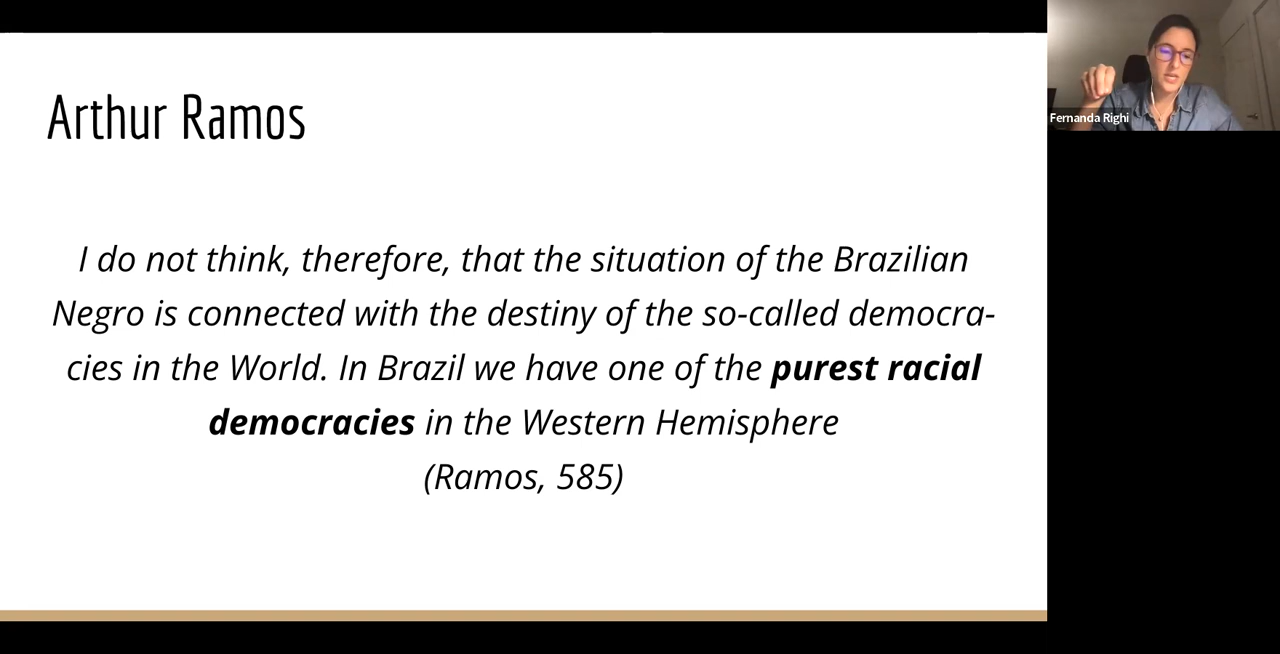 Arthur Ramos
I do not think, therefore, that the situation of the Brazilian
Negro is connected with the destiny of the so-called democra-
cies in the World. In Brazil we have one of the purest racial
democracies in the Western Hemisphere
(Ramos, 585)
Fernanda Righi